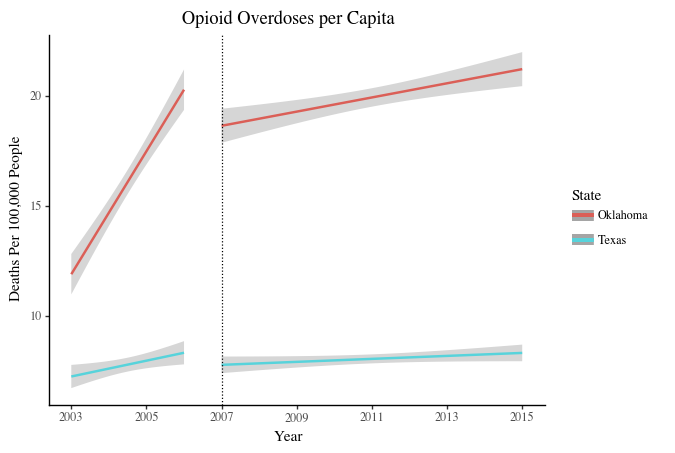 Opioid Overdoses per Capita
Deaths Per 100,000 People
20
15
10
2003 2005 2007 2009 2011 2013 2015
Year
State
Oklahoma
Texas